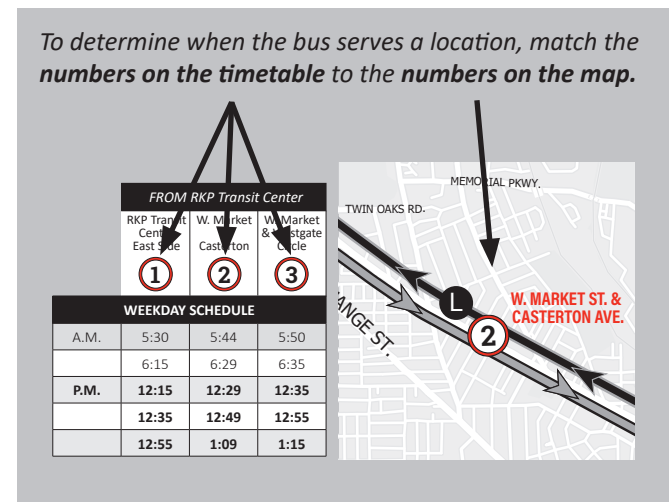 To determine when the bus serves a location, match the
numbers on the timetable to the numbers on the map.
FROM RKP Transit Center
RKP Transit
Center
East Side
1
W. Market
Casterton
2
W. Market
& Westgate
Circle
3
WEEKDAY SCHEDULE
A.M. 5:30 5:44 5:50
6:15 6:29 6:35
P.M. 12:15 12:29 12:35
12:35 12:49 12:55
12:55 1:09 1:15
MEMORIAL PKWY.
TWIN OAKS RD.
L
W. MARKET ST. &
CASTERTON AVE.
2
ANGE ST.